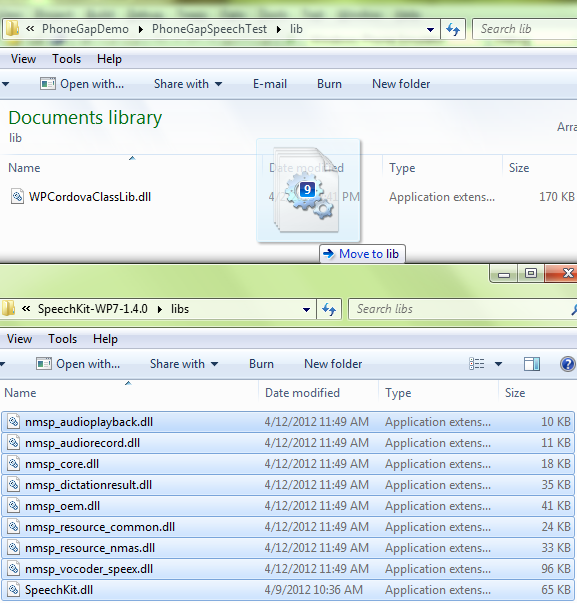 « PhoneGapDemo PhoneGapSpeechTest lib Search lib
View Tools Help
Open with... Share with E-mail Burn New folder
Documents library
lib Arra
Name Date modified Type Size
WPCordovaClassLib.dll PM Application extens... 170 KB
9
Move to lib
« SpeechKit-WP7-1.4.0 libs Search libs
View Tools Help
Open with... Share with Burn New folder
Name Date modified Type Size
nmsp_audioplayback.dll 4/12/2012 11:49 AM Application extens... 10 KB
nmsp_audiorecord.dll 4/12/2012 11:49 AM Application extens... 11 KB
nmsp_core.dll 4/12/2012 11:49 AM Application extens... 18 KB
nmsp_dictationresult.dll 4/12/2012 11:49 AM Application extens... 35 KB
nmsp_oem.dll 4/12/2012 11:49 AM Application extens... 41 KB
nmsp_resource_common.dll 4/12/2012 11:49 AM Application extens... 24 KB
nmsp_resource_nmas.dll 4/12/2012 11:49 AM Application extens... 33 KB
nmsp_vocoder_speex.dll 4/12/2012 11:49 AM Application extens... 96 KB
SpeechKit.dll 4/9/2012 10:36 AM Application extens... 65 KB